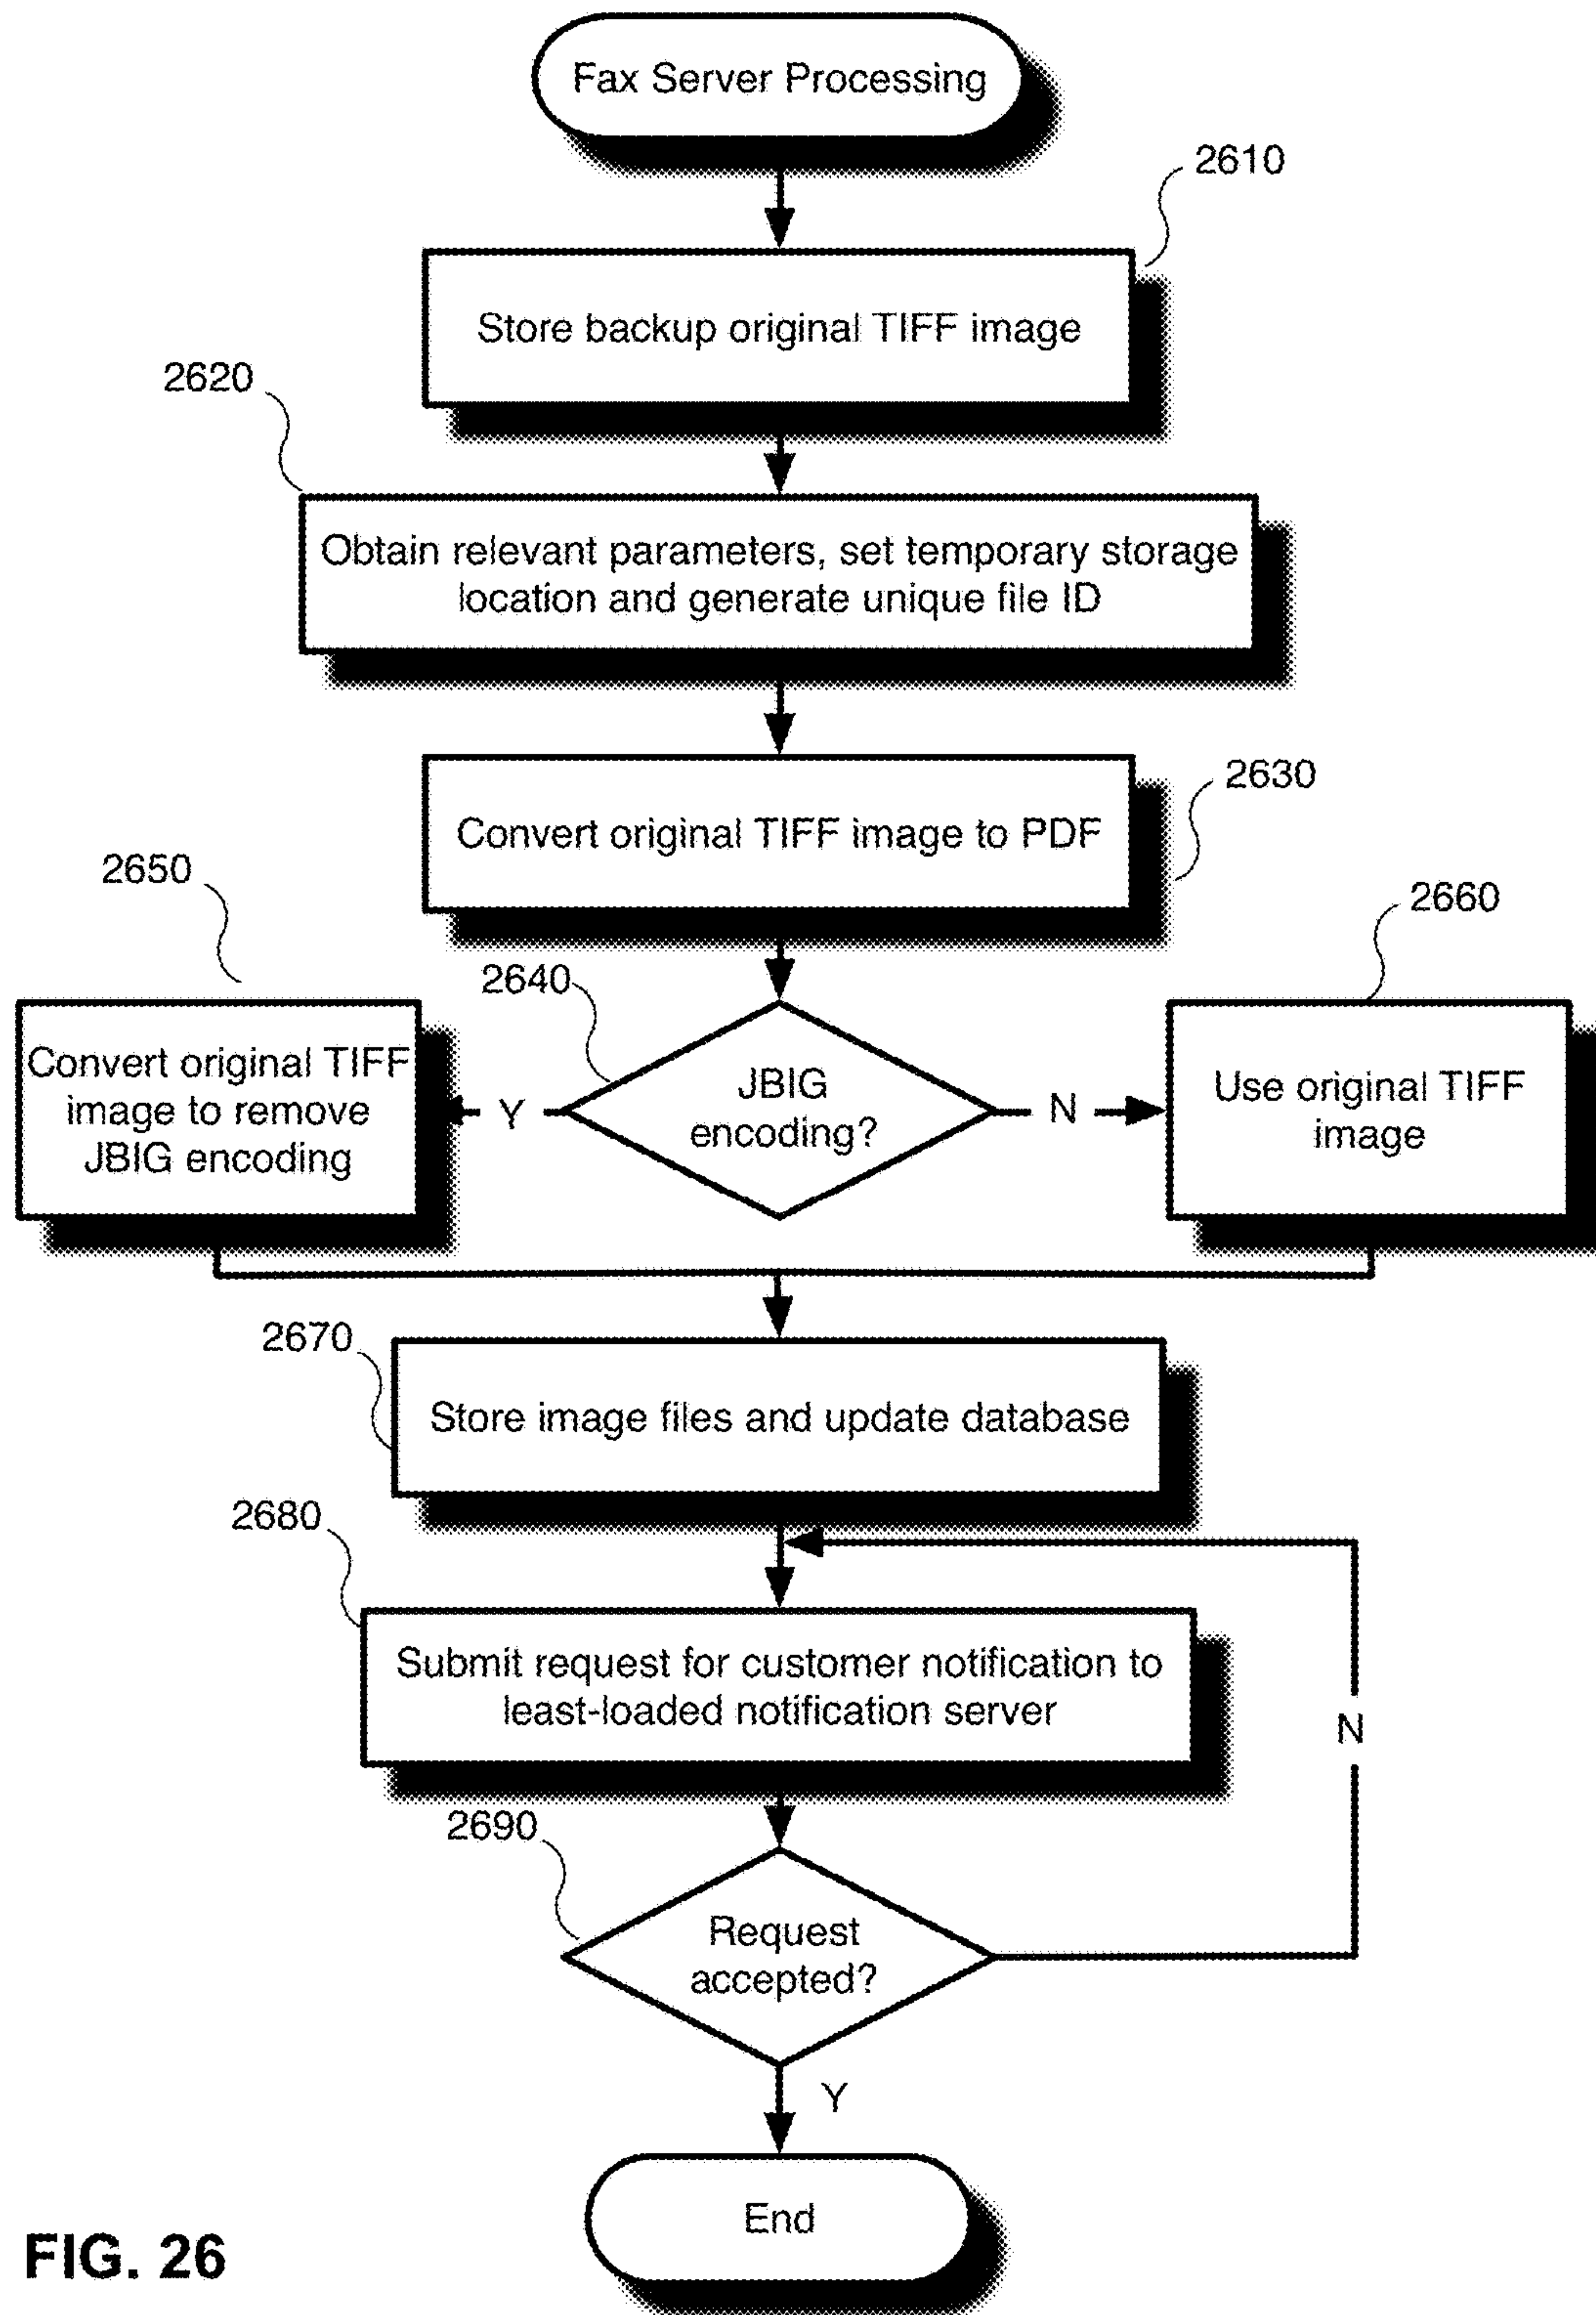 Fax Server Processing
2610
Store backup original TIFF image
2620
Obtain relevant parameters, set temporary storage
location and generate unique file ID
2630
Convert original TIFF image to PDF
2650
2660
2640
Convert original TIFF
image to remove
JBIG encoding
Y
JBIG
encoding?
N
Use original TIFF
image
2670
Store image files and update database
2680
Submit request for customer notification to
least-loaded notification server
N
2690
Request
accepted?
Y
End
FIG. 26